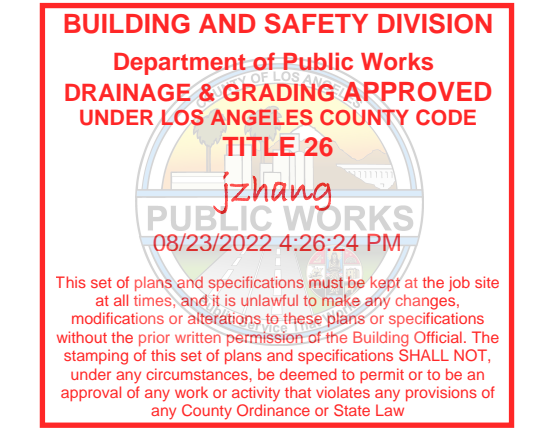 BUILDING AND SAFETY DIVISION
Department of Public Works
DRAINAGE & GRADING APPROVED
UNDER LOS ANGELES COUNTY CODE
TITLE 26
jzhang
PUBLIC WORKS
08/23/2022 4:26:24 PM
This set of plans and specifications must be kept at the job site
at all times, and it is unlawful to make any changes,
modifications or alterations to these plans or specifications
without the prior written permission of the Building Official. The
stamping of this set of plans and specifications SHALL NOT,
under any circumstances, be deemed to permit or to be an
approval of any work or activity that violates any provisions of
any County Ordinance or State Law